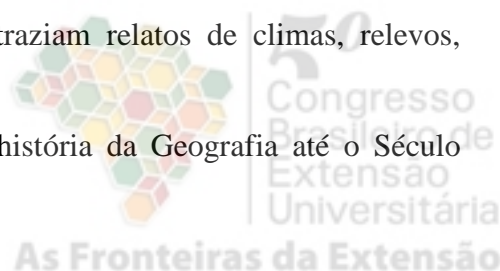 traziam relatos de climas, relevos,
história da Geografia até o Século
5º
Congresso
Brasileiro de
Extensão
Universitária
As Fronteiras da Extensão